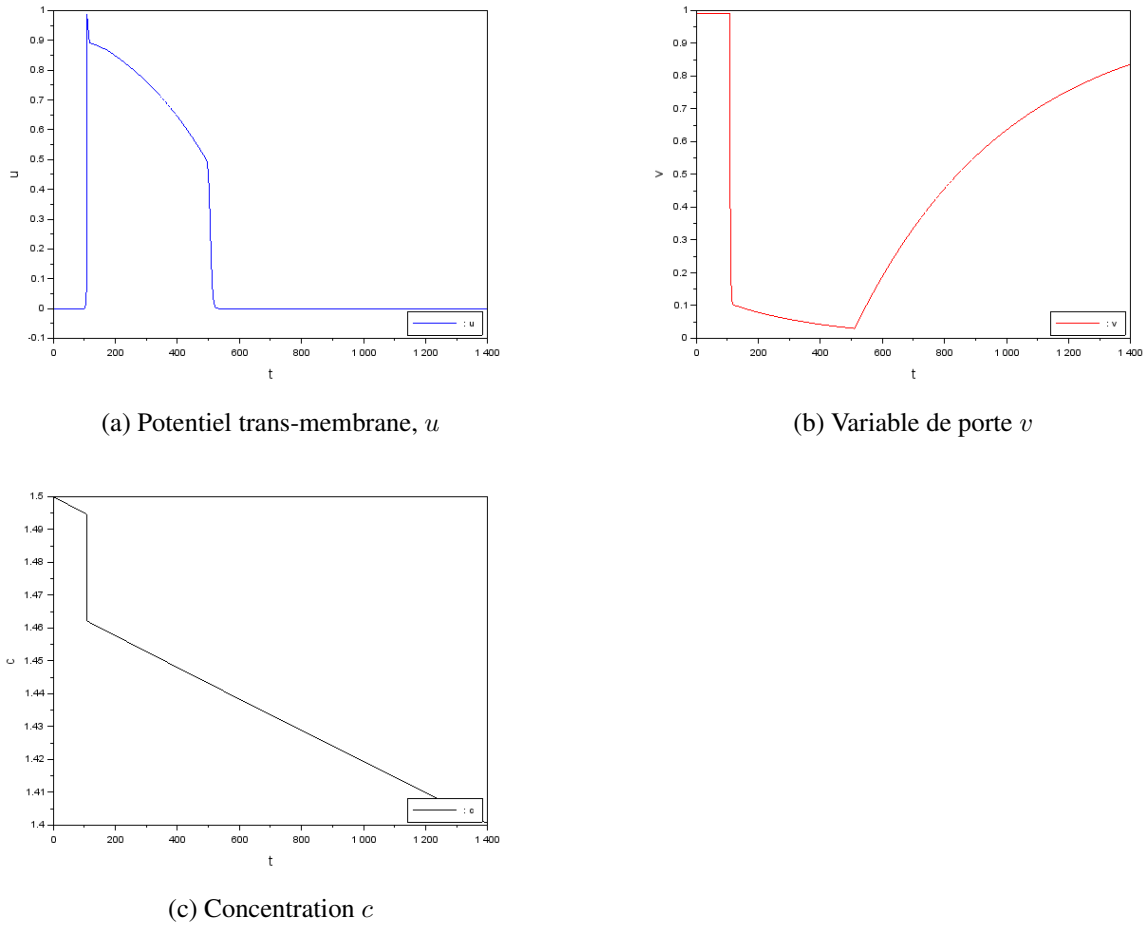 1
0.9
0.8
0.7
0.6
0.5
0.4
0.3
0.2
0.1
0
-0.1
u
0 200 400 600 800 1 000 1 200 1 400
t
: u
(a) Potentiel trans-membrane, u
1
0.9
0.8
0.7
0.6
0.5
0.4
0.3
0.2
0.1
0
v
0 200 400 600 800 1 000 1 200 1 400
t
: v
(b) Variable de porte v
1.5
1.49
1.48
1.47
1.46
1.45
1.44
1.43
1.42
1.41
1.4
c
0 200 400 600 800 1 000 1 200 1 400
t
: c
(c) Concentration c